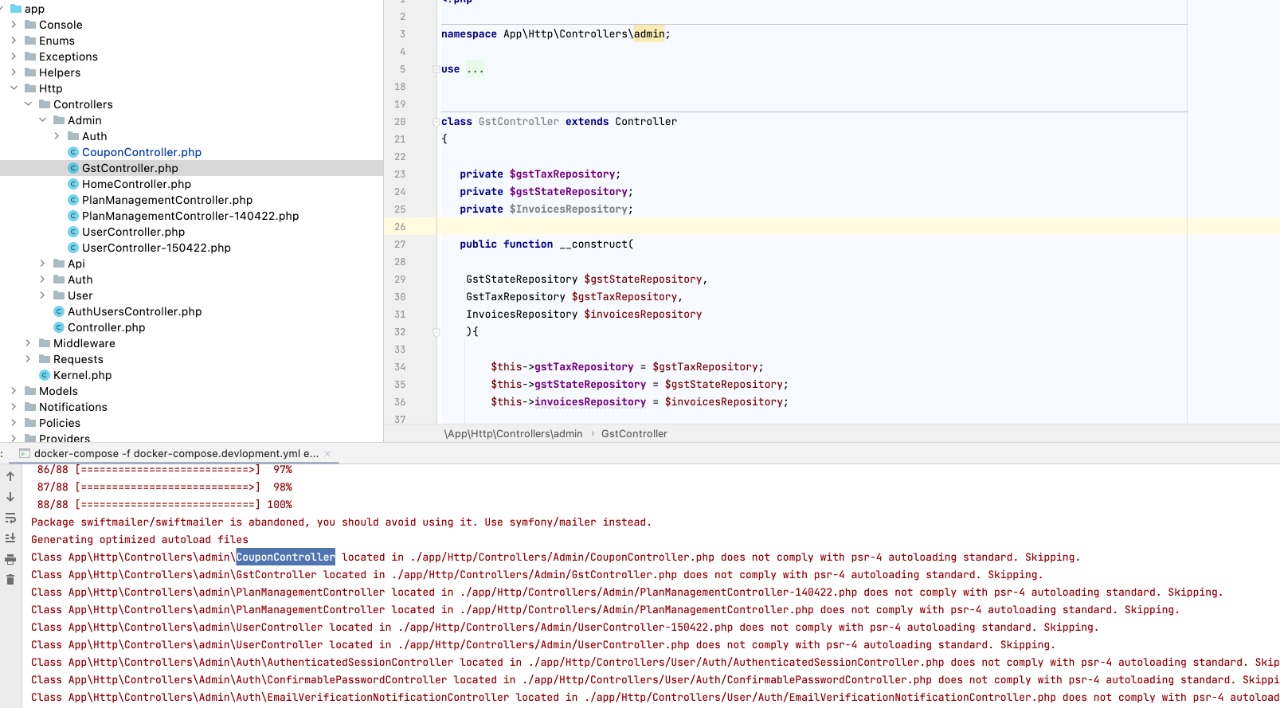 app
Console
Enums
Exceptions
Helpers
Http
Controllers
Admin
Auth
CouponController.php
GstController.php
HomeController.php
PlanManagementController.php
PlanManagementController-140422.php
UserController.php
UserController-150422.php
Api
Auth
User
AuthUsersController.php
Controller.php
Middleware
Requests
Kernel.php
Models
Notifications
Policies
Providers
1 <?php
2
3 namespace App\Http\Controllers\admin;
4
5 use ...
18
19
20 class GstController extends Controller
21 {
22
23 private $gstTaxRepository;
24 private $gstStateRepository;
25 private $InvoicesRepository;
26
27 public function __construct(
28
29 GstStateRepository $gstStateRepository,
30 GstTaxRepository $gstTaxRepository,
31 InvoicesRepository $invoicesRepository
32 ){
33
34 $this->gstTaxRepository = $gstTaxRepository;
35 $this->gstStateRepository = $gstStateRepository;
36 $this->invoicesRepository = $invoicesRepository;
37
\App\Http\Controllers\admin › GstController
: docker-compose -f docker-compose.devlopment.yml e... ×
86/88 [===========================>] 97%
87/88 [===========================>] 98%
88/88 [============================] 100%
Package swiftmailer/swiftmailer is abandoned, you should avoid using it. Use symfony/mailer instead.
Generating optimized autoload files
Class App\Http\Controllers\admin\CouponController located in ./app/Http/Controllers/Admin/CouponController.php does not comply with psr-4 autoloading standard. Skipping.
Class App\Http\Controllers\admin\GstController located in ./app/Http/Controllers/Admin/GstController.php does not comply with psr-4 autoloading standard. Skipping.
Class App\Http\Controllers\admin\PlanManagementController located in ./app/Http/Controllers/Admin/PlanManagementController-140422.php does not comply with psr-4 autoloading standard. Skipping.
Class App\Http\Controllers\admin\PlanManagementController located in ./app/Http/Controllers/Admin/PlanManagementController.php does not comply with psr-4 autoloading standard. Skipping.
Class App\Http\Controllers\admin\UserController located in ./app/Http/Controllers/Admin/UserController-150422.php does not comply with psr-4 autoloading standard. Skipping.
Class App\Http\Controllers\admin\UserController located in ./app/Http/Controllers/Admin/UserController.php does not comply with psr-4 autoloading standard. Skipping.
Class App\Http\Controllers\Admin\Auth\AuthenticatedSessionController located in ./app/Http/Controllers/User/Auth/AuthenticatedSessionController.php does not comply with psr-4 autoloading standard. Skip
Class App\Http\Controllers\Admin\Auth\ConfirmablePasswordController located in ./app/Http/Controllers/User/Auth/ConfirmablePasswordController.php does not comply with psr-4 autoloading standard. Skippi
Class App\Http\Controllers\Admin\Auth\EmailVerificationNotificationController located in ./app/Http/Controllers/User/Auth/EmailVerificationNotificationController.php does not comply with psr-4 autoload